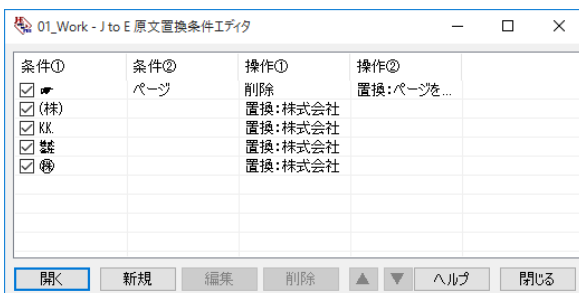 01_Work - J to E 原文置換条件エディタ
条件① 条件② 操作① 操作②
☛ ページ 削除 置換:ページを...
(株) 置換:株式会社
KK. 置換:株式会社
㍿ 置換:株式会社
㊑ 置換:株式会社
開く 新規 編集 削除 ▲ ▼ ヘルプ 閉じる